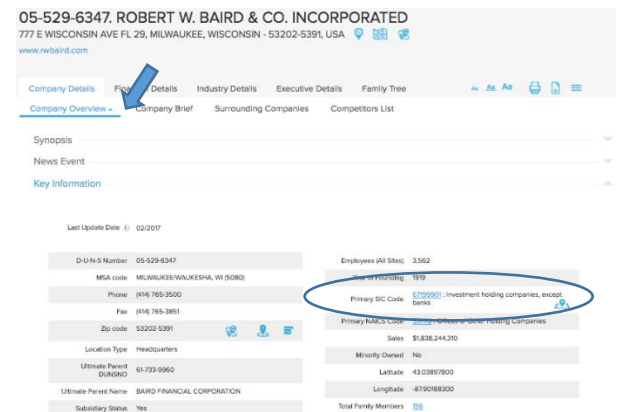 05-529-6347. ROBERT W. BAIRD & CO. INCORPORATED
777 E WISCONSIN AVE FL 29, MILWAUKEE, WISCONSIN - 53202-5391, USA
www.rwbaird.com
Company Details Details Industry Details Executive Details Family Tree Aa Aa Aa
Company Overview Company Brief Surrounding Companies Competitors List
Synopsis
News Event
Key Information
Last Update Date 02/2017
D-U-N-S Number 05-529-6347
MSA code MILWAUKEE/WAUKESHA, WI (5080)
Phone (414) 765-3500
Fax (414) 765-3851
Zip code 53202-5391
Location Type Headquarters
Ultimate Parent DUNSNO 61-733-9960
Ultimate Parent Name BAIRD FINANCIAL CORPORATION
Subsidiary Status Yes
Employees (All Sites) 3,562
Year of Founding 1919
Primary SIC Code 67199901 : Investment holding companies, except
banks
Primary NAICS Code : Offices of Other Holding Companies
Sales $1,838,244,310
Minority Owned No
Latitude 43.03897800
Longitude -87.90188300
Total Family Members 156